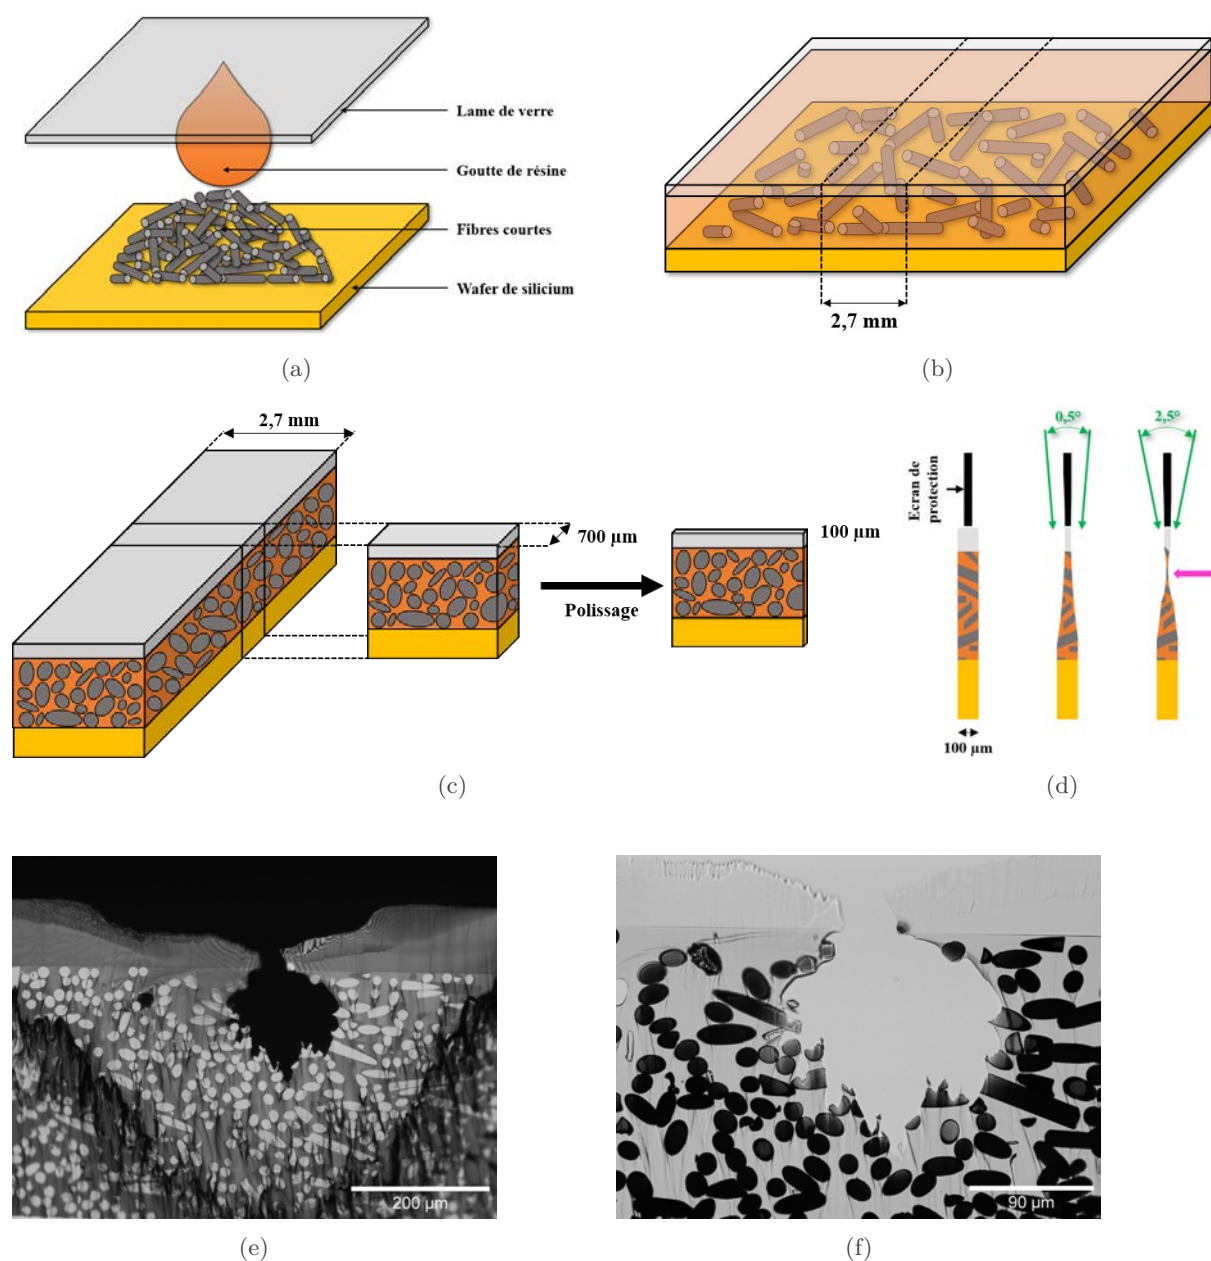 Lame de verre
Goutte de résine
Fibres courtes
Wafer de silicium
2,7 mm
(a)
(b)
2,7 mm
700 µm
Polissage
100 µm
Ecran de
protection
0,5°
2,5°
100 µm
(c)
(d)
200 µm
90 µm
(e)
(f)